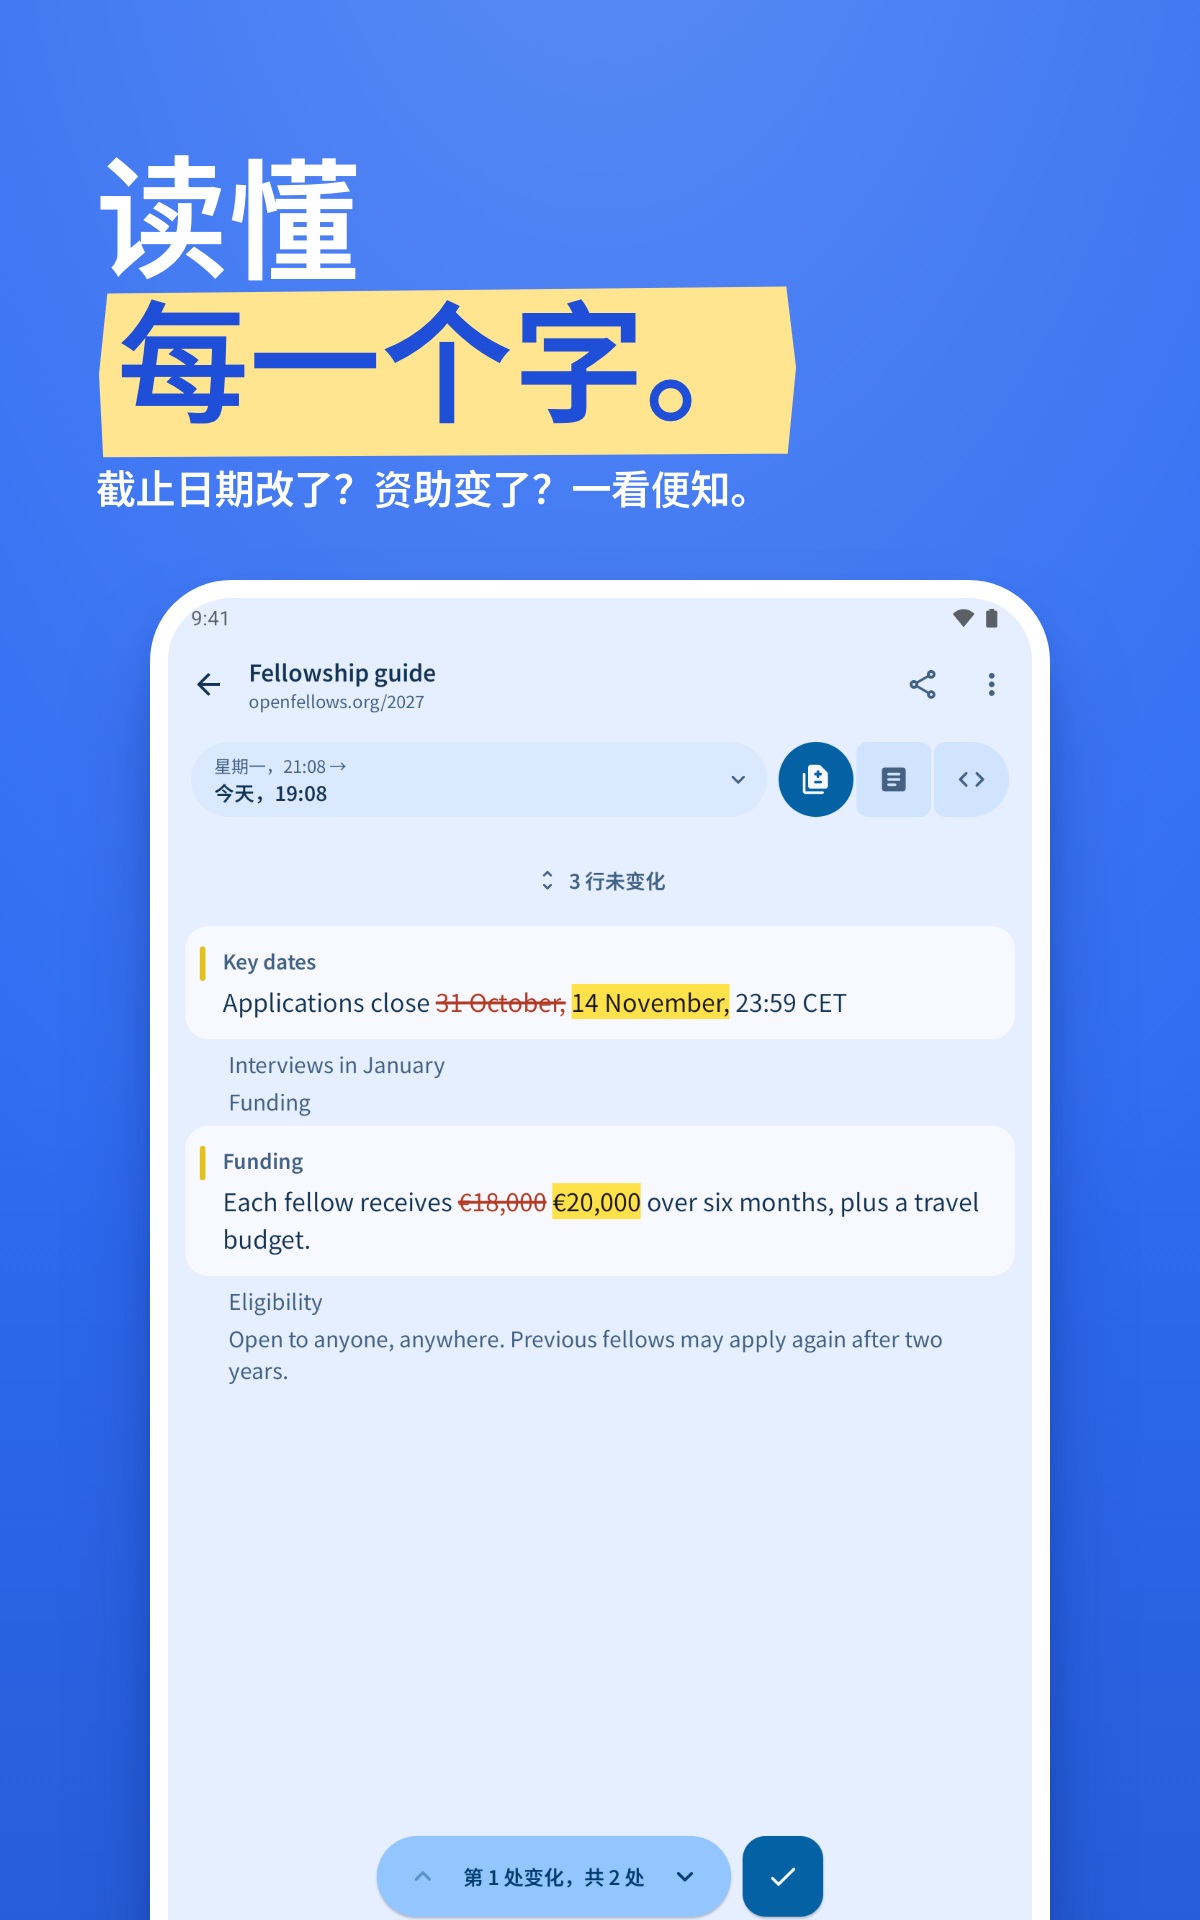 读懂
每一个字。
截止日期改了？资助变了？一看便知。
9:41
Fellowship guide
openfellows.org/2027
星期一，21:08 →
今天，19:08
3 行未变化
Key dates
Applications close 31 October, 14 November, 23:59 CET
Interviews in January
Funding
Funding
Each fellow receives €18,000 €20,000 over six months, plus a travel
budget.
Eligibility
Open to anyone, anywhere. Previous fellows may apply again after two
years.
第 1 处变化，共 2 处